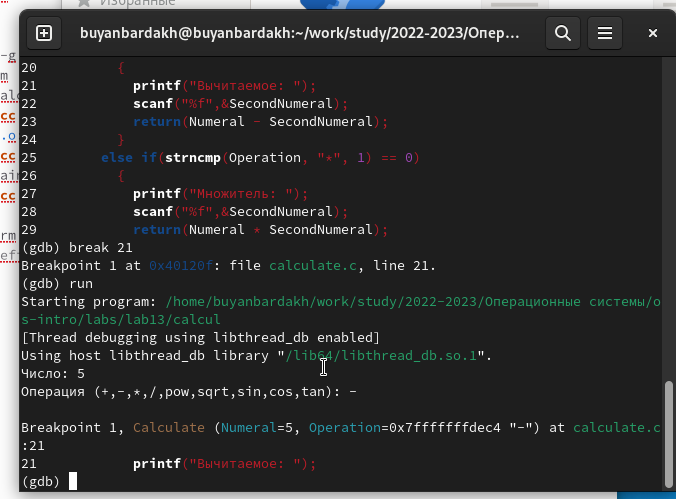 Избранные
buyanbardakh@buyanbardakh:~/work/study/2022-2023/Опер...
20 {
21 printf("Вычитаемое: ");
22 scanf("%f",&SecondNumeral);
23 return(Numeral - SecondNumeral);
24 }
25 else if(strncmp(Operation, "*", 1) == 0)
26 {
27 printf("Множитель: ");
28 scanf("%f",&SecondNumeral);
29 return(Numeral * SecondNumeral);
(gdb) break 21
Breakpoint 1 at 0x40120f: file calculate.c, line 21.
(gdb) run
Starting program: /home/buyanbardakh/work/study/2022-2023/Операционные системы/o
s-intro/labs/lab13/calcul
[Thread debugging using libthread_db enabled]
Using host libthread_db library "/lib64/libthread_db.so.1".
Число: 5
Операция (+,-,*,/,pow,sqrt,sin,cos,tan): -
Breakpoint 1, Calculate (Numeral=5, Operation=0x7fffffffdec4 "-") at calculate.c
:21
21 printf("Вычитаемое: ");
(gdb)